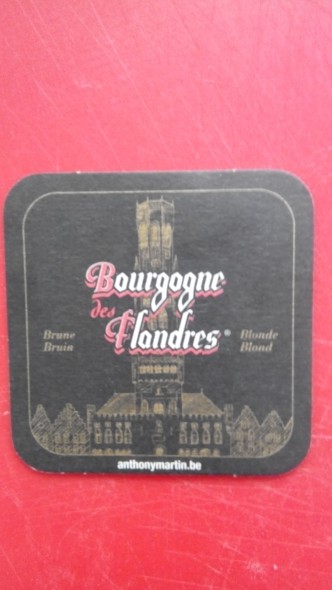 Bourgogne
des
Flandres®
Brune
Bruin
Blonde
Blond
anthonymartin.be